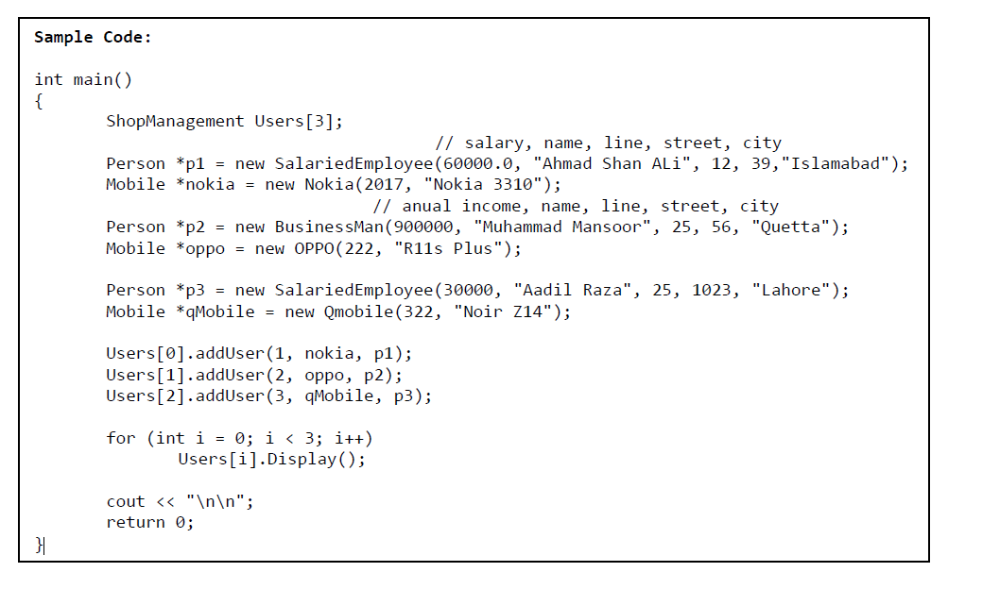 Sample Code:
int main()
{
ShopManagement Users[3];
// salary, name, line, street, city
Person *p1 = new SalariedEmployee(60000.0, "Ahmad Shan ALi", 12, 39,"Islamabad");
Mobile *nokia = new Nokia(2017, "Nokia 3310");
// anual income, name, line, street, city
Person *p2 = new BusinessMan(900000, "Muhammad Mansoor", 25, 56, "Quetta");
Mobile *oppo = new OPPO(222, "R11s Plus");
Person *p3 = new SalariedEmployee(30000, "Aadil Raza", 25, 1023, "Lahore");
Mobile *qMobile = new Qmobile(322, "Noir Z14");
Users[0].addUser(1, nokia, p1);
Users[1].addUser(2, oppo, p2);
Users[2].addUser(3, qMobile, p3);
for (int i = 0; i < 3; i++)
Users[i].Display();
cout << "\n\n";
return 0;
}